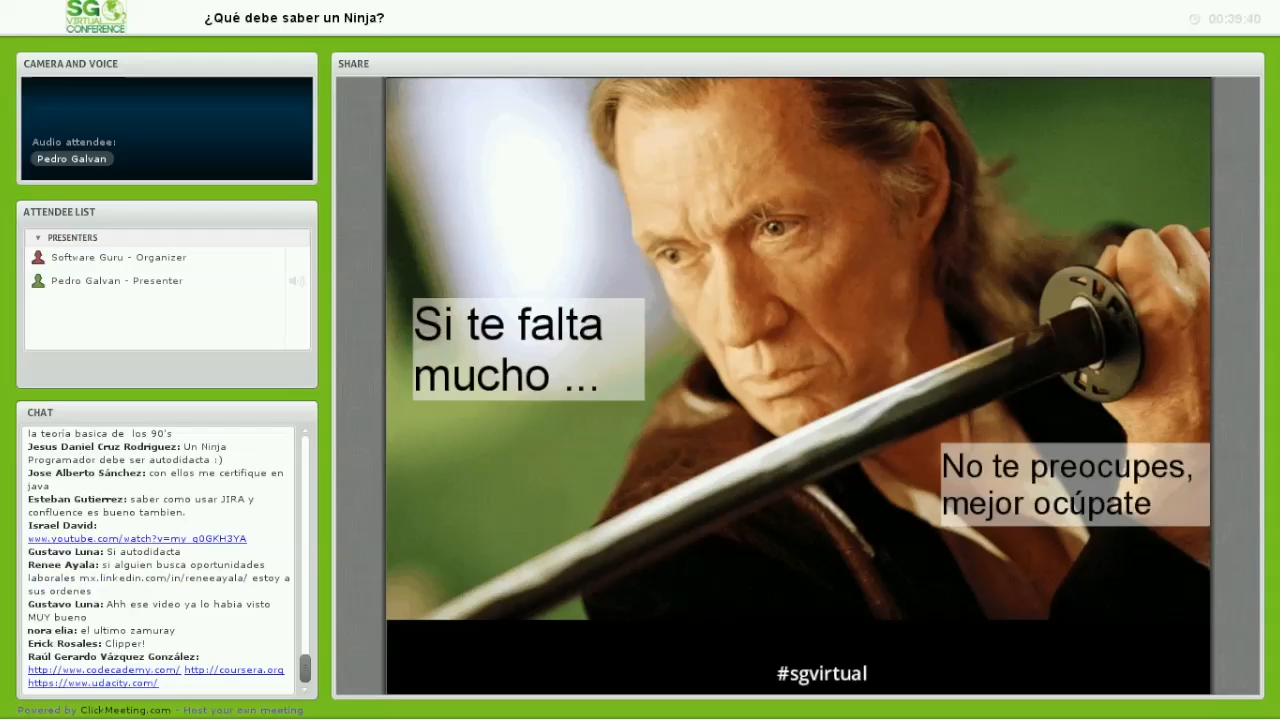 SG
VIRTUAL
CONFERENCE
¿Qué debe saber un Ninja?
00:39:40
CAMERA AND VOICE
Audio attendee:
Pedro Galvan
ATTENDEE LIST
PRESENTERS
Software Guru - Organizer
Pedro Galvan - Presenter
CHAT
la teoría basica de los 90's
Jesus Daniel Cruz Rodriguez: Un Ninja
Programador debe ser autodidacta :)
Jose Alberto Sánchez: con ellos me certifique en
java
Esteban Gutierrez: saber como usar JIRA y
confluence es bueno tambien.
Israel David:
www.youtube.com/watch?v=my_q0GKH3YA
Gustavo Luna: Si autodidacta
Renee Ayala: si alguien busca oportunidades
laborales mx.linkedin.com/in/reneeayala/ estoy a
sus ordenes
Gustavo Luna: Ahh ese video ya lo habia visto
MUY bueno
nora elia: el ultimo zamuray
Erick Rosales: Clipper!
Raúl Gerardo Vázquez González:
http://www.codecademy.com/ http://coursera.org
https://www.udacity.com/
Powered by ClickMeeting.com - Host your own meeting
SHARE
Si te falta
mucho ...
No te preocupes,
mejor ocúpate
#sgvirtual